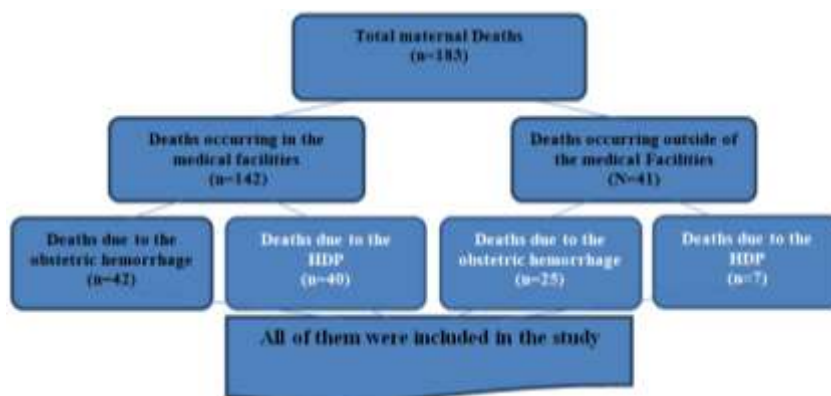 Total maternal Deaths
(n=183)
Deaths occurring in the
medical facilities
(n=142)
Deaths occurring outside of
the medical Facilities
(N=41)
Deaths due to the
obstetric hemorrhage
(n=42)
Deaths due to the
HDP
(n=40)
Deaths due to the
obstetric hemorrhage
(n=25)
Deaths due to the
HDP
(n=7)
All of them were included in the study